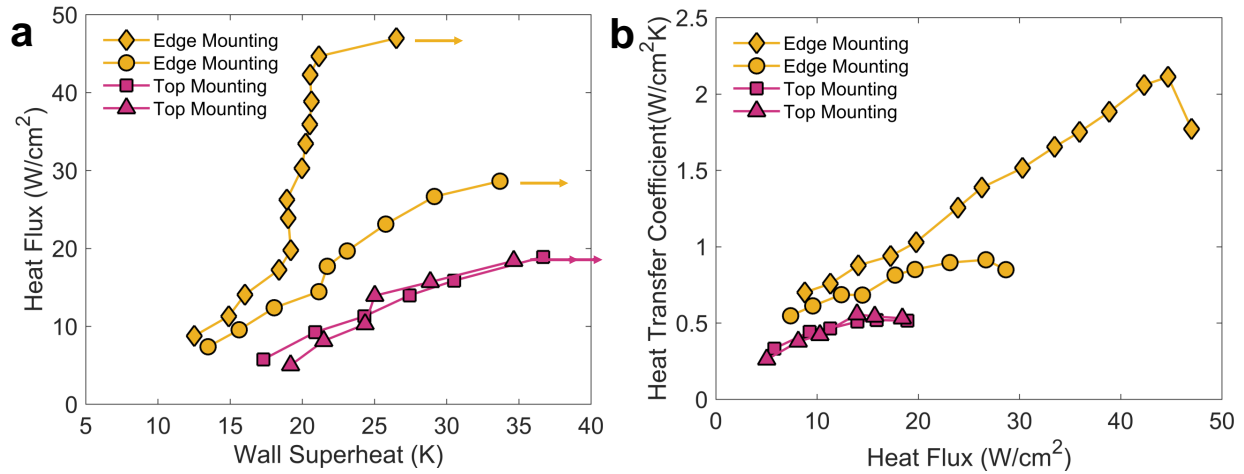 a
50
40
30
20
10
0
Heat Flux (W/cm²)
Edge Mounting
Edge Mounting
Top Mounting
Top Mounting
5 10 15 20 25 30 35 40
Wall Superheat (K)
b
2.5
2
1.5
1
0.5
0
Heat Transfer Coefficient(W/cm²K)
Edge Mounting
Edge Mounting
Top Mounting
Top Mounting
0 10 20 30 40 50
Heat Flux (W/cm²)